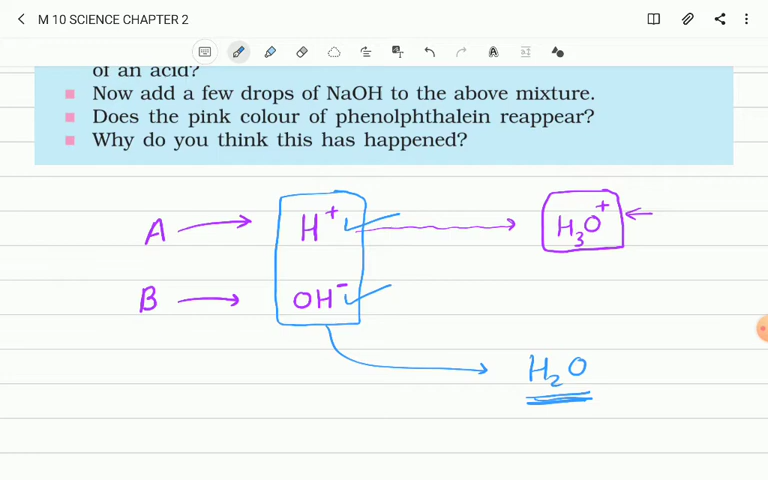 M 10 SCIENCE CHAPTER 2
of an acid?
Now add a few drops of NaOH to the above mixture.
Does the pink colour of phenolphthalein reappear?
Why do you think this has happened?
A → H⁺ → H₃O⁺ ←
B → OH⁻
→ H₂O